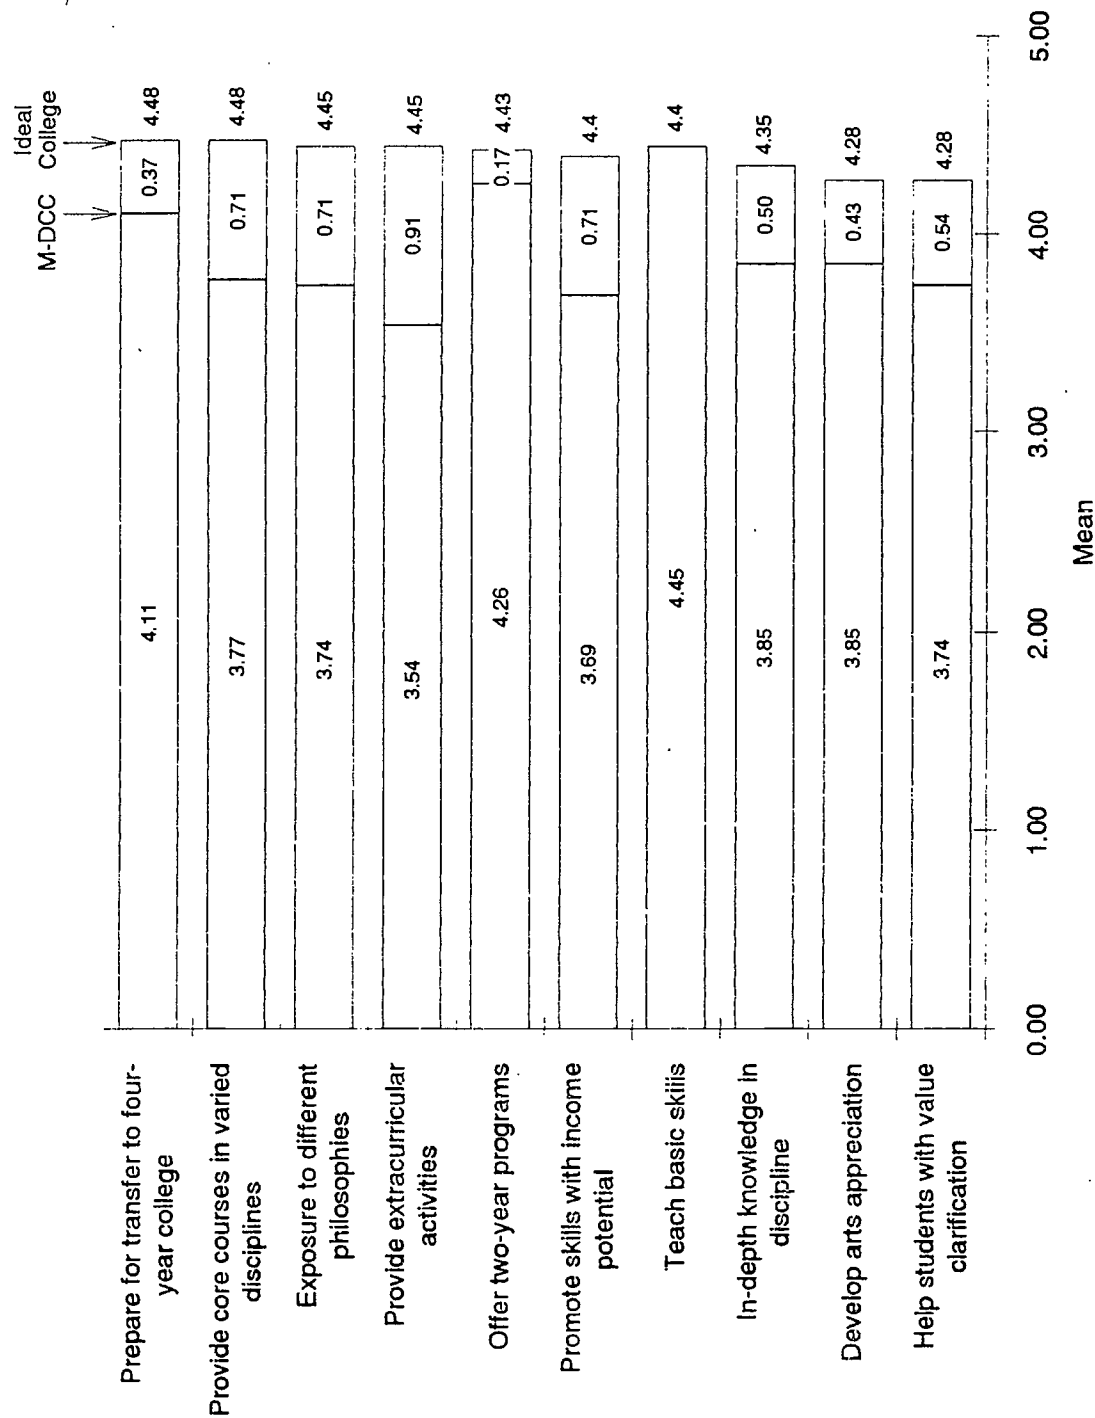 Ideal
M-DCC College
Prepare for transfer to four-
year college
4.11 0.37 4.48
Provide core courses in varied
disciplines
3.77 0.71 4.48
Exposure to different
philosophies
3.74 0.71 4.45
Provide extracurricular
activities
3.54 0.91 4.45
Offer two-year programs
4.26 0.17 4.43
Promote skills with income
potential
3.69 0.71 4.4
Teach basic skills
4.45 4.4
In-depth knowledge in
discipline
3.85 0.50 4.35
Develop arts appreciation
3.85 0.43 4.28
Help students with value
clarification
3.74 0.54 4.28
0.00 1.00 2.00 3.00 4.00 5.00
Mean